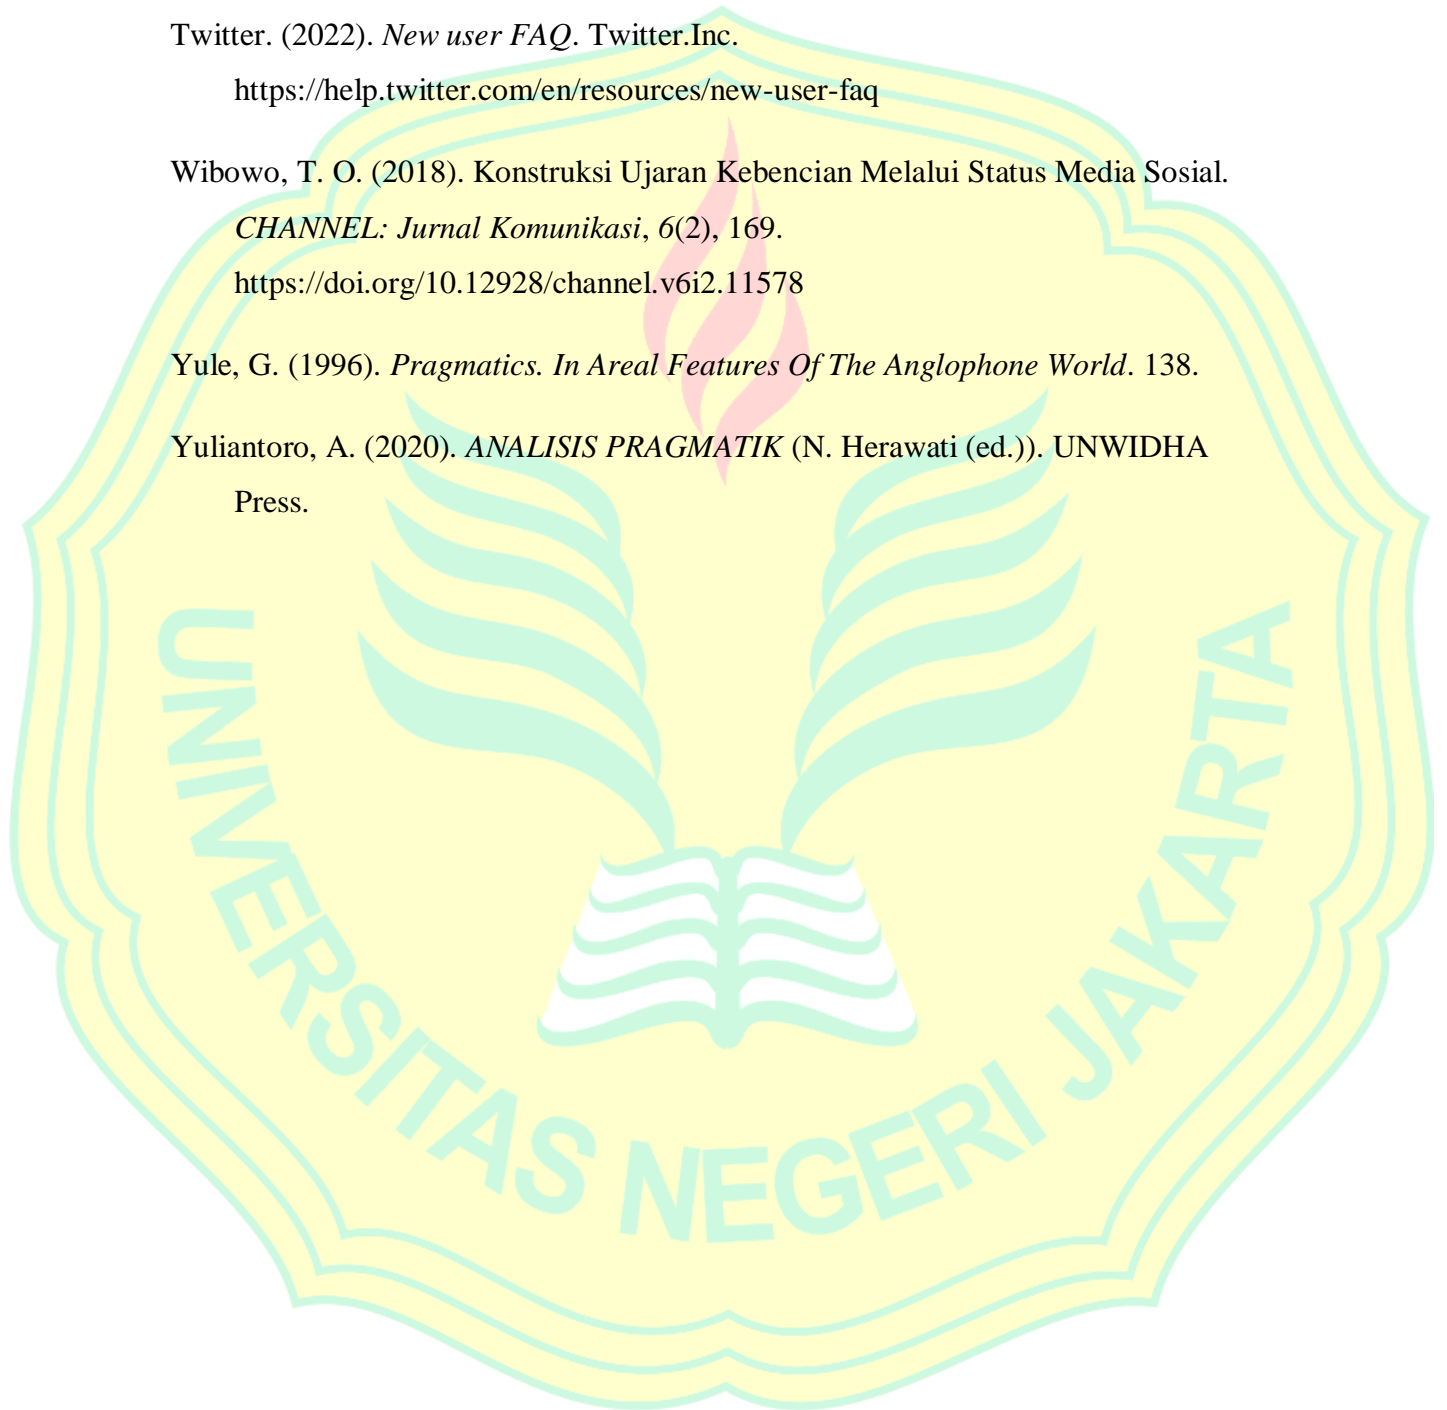 Twitter. (2022). New user FAQ. Twitter.Inc.
https://help.twitter.com/en/resources/new-user-faq
Wibowo, T. O. (2018). Konstruksi Ujaran Kebencian Melalui Status Media Sosial.
CHANNEL: Jurnal Komunikasi, 6(2), 169.
https://doi.org/10.12928/channel.v6i2.11578
Yule, G. (1996). Pragmatics. In Areal Features Of The Anglophone World. 138.
Yuliantoro, A. (2020). ANALISIS PRAGMATIK (N. Herawati (ed.)). UNWIDHA
Press.
UNIVERSITAS NEGERI JAKARTA